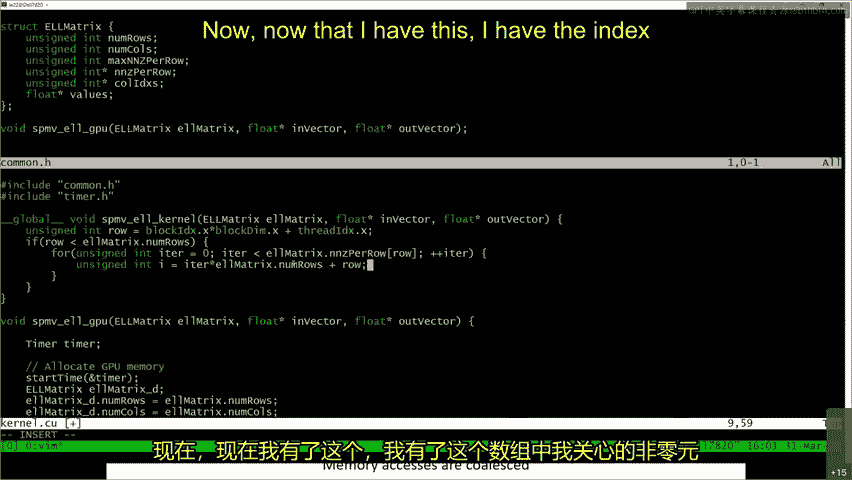 Now, now that I have this, I have the index
struct ELLMatrix {
unsigned int numRows;
unsigned int numCols;
unsigned int maxNNZPerRow;
unsigned int* nnzPerRow;
unsigned int* colIdxs;
float* values;
};
void spmv_ell_gpu(ELLMatrix ellMatrix, float* inVector, float* outVector);
common.h 1,0-1 All
#include "common.h"
#include "timer.h"
__global__ void spmv_ell_kernel(ELLMatrix ellMatrix, float* inVector, float* outVector) {
unsigned int row = blockIdx.x*blockDim.x + threadIdx.x;
if(row < ellMatrix.numRows) {
for(unsigned int iter = 0; iter < ellMatrix.nnzPerRow[row]; ++iter) {
unsigned int i = iter*ellMatrix.numRows + row;
}
}
}
void spmv_ell_gpu(ELLMatrix ellMatrix, float* inVector, float* outVector) {
Timer timer;
// Allocate GPU memory
startTime(&timer);
ELLMatrix ellMatrix_d;
ellMatrix_d.numRows = ellMatrix.numRows;
ellMatrix_d.numCols = ellMatrix.numCols;
kernel.cu [+] 9,59
-- INSERT --
现在，现在我有了这个，我有了这个数组中我关心的非零元
Memory accesses are coalesced
+15